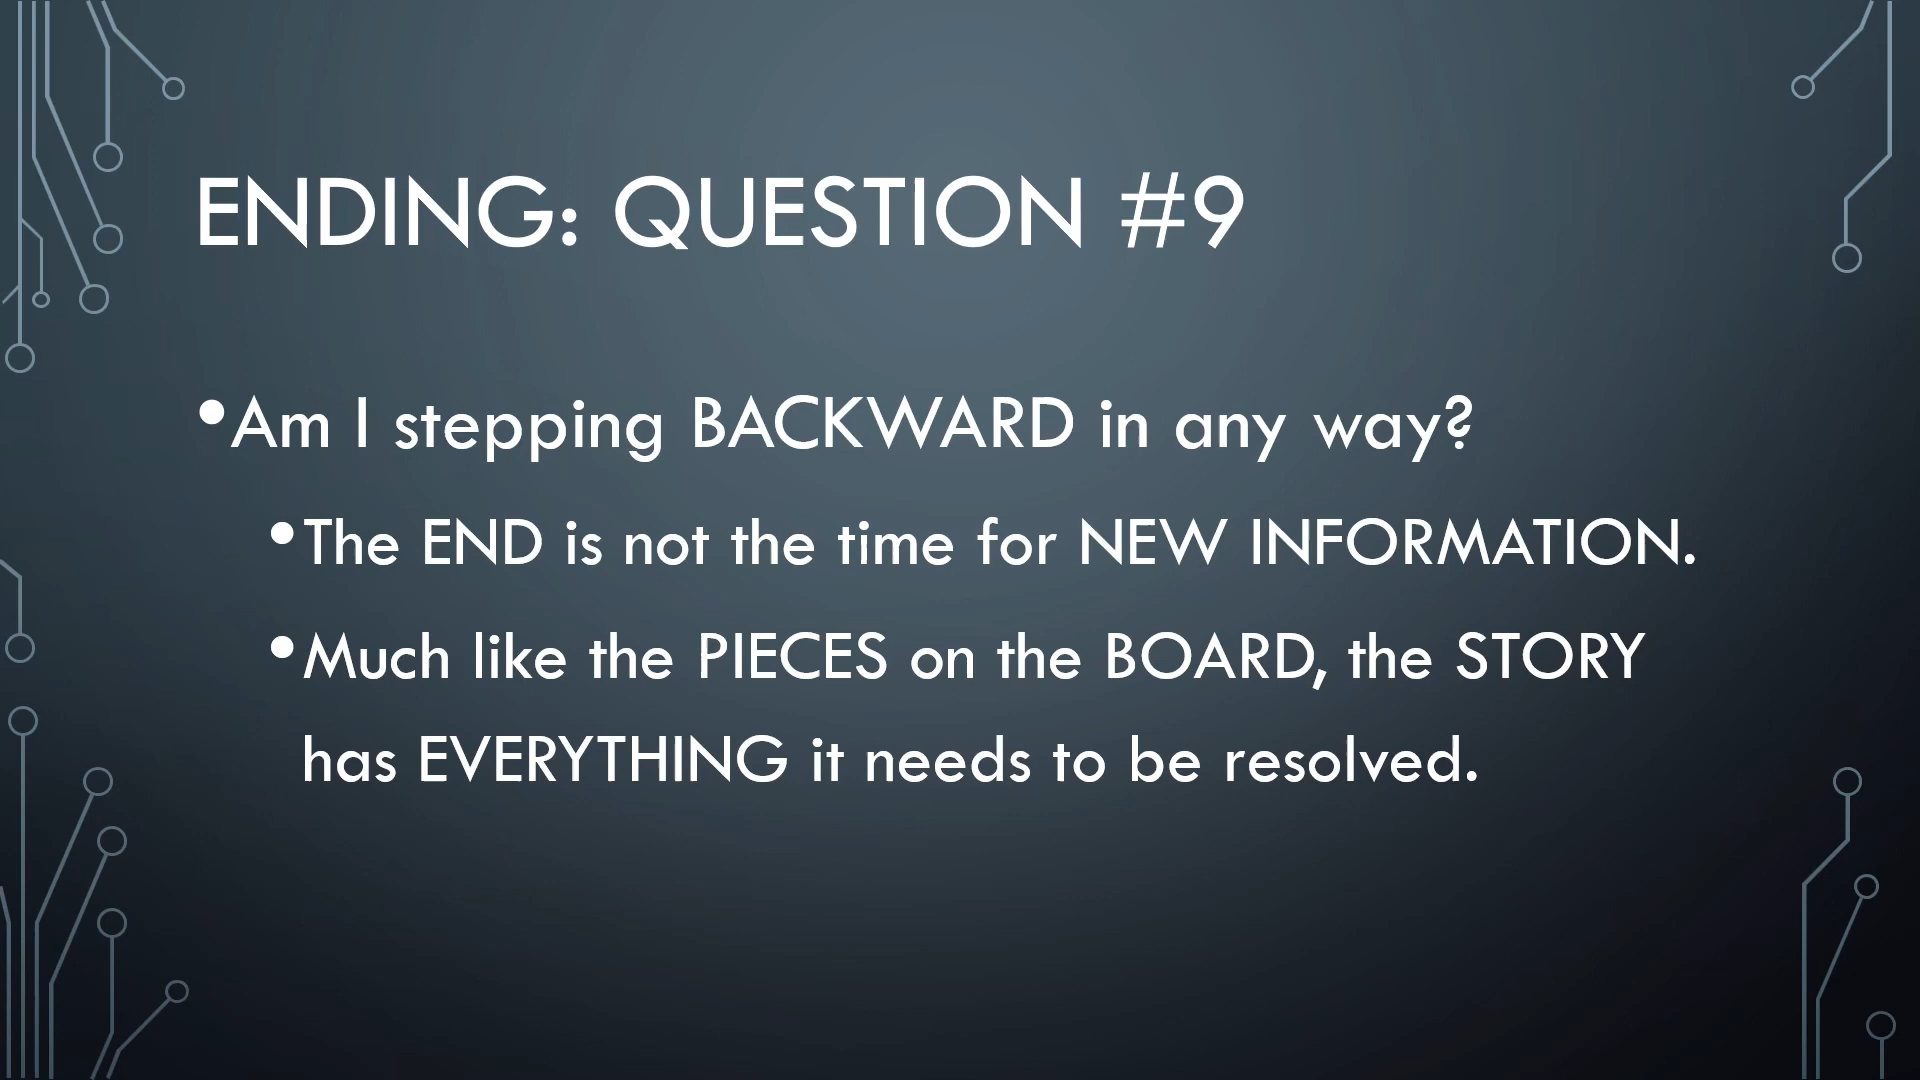 ENDING: QUESTION #9
•Am I stepping BACKWARD in any way?
•The END is not the time for NEW INFORMATION.
•Much like the PIECES on the BOARD, the STORY
has EVERYTHING it needs to be resolved.